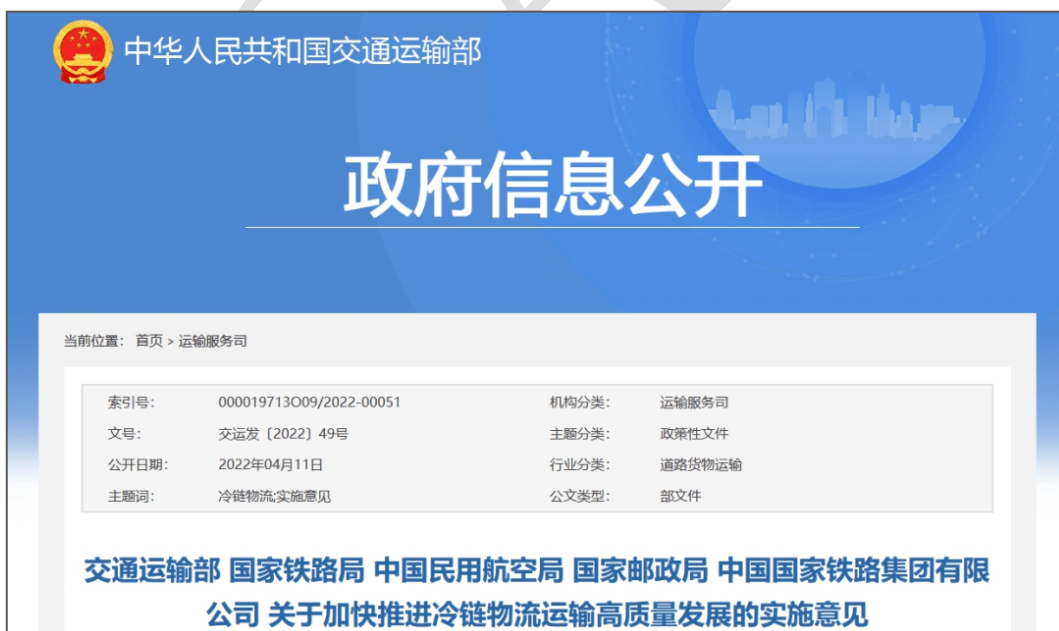 中华人民共和国交通运输部
政府信息公开
当前位置： 首页 > 运输服务司
索引号： 000019713O09/2022-00051 机构分类： 运输服务司
文号： 交运发〔2022〕49号 主题分类： 政策性文件
公开日期： 2022年04月11日 行业分类： 道路货物运输
主题词： 冷链物流;实施意见 公文类型： 部文件
交通运输部 国家铁路局 中国民用航空局 国家邮政局 中国国家铁路集团有限
公司 关于加快推进冷链物流运输高质量发展的实施意见